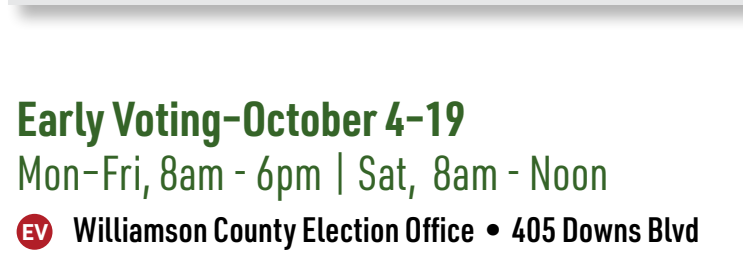 Early Voting–October 4–19
Mon–Fri, 8am - 6pm | Sat, 8am - Noon
EV Williamson County Election Office • 405 Downs Blvd